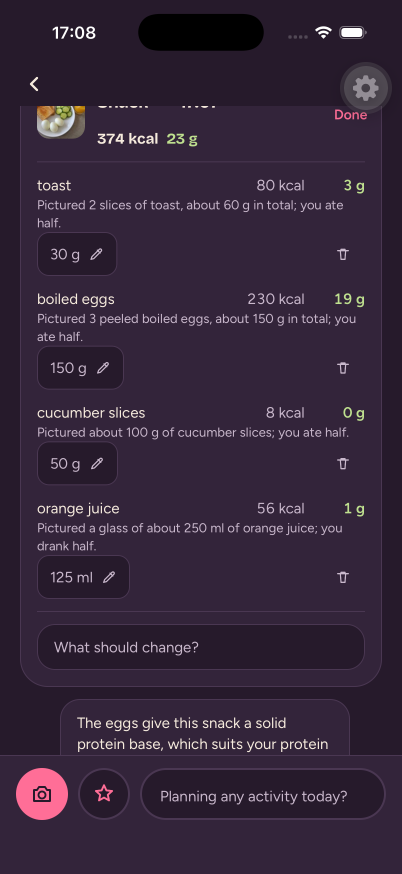 17:08
Done
374 kcal 23 g
toast 80 kcal 3 g
Pictured 2 slices of toast, about 60 g in total; you ate
half.
30 g
boiled eggs 230 kcal 19 g
Pictured 3 peeled boiled eggs, about 150 g in total; you
ate half.
150 g
cucumber slices 8 kcal 0 g
Pictured about 100 g of cucumber slices; you ate half.
50 g
orange juice 56 kcal 1 g
Pictured a glass of about 250 ml of orange juice; you
drank half.
125 ml
What should change?
The eggs give this snack a solid
protein base, which suits your protein
Planning any activity today?